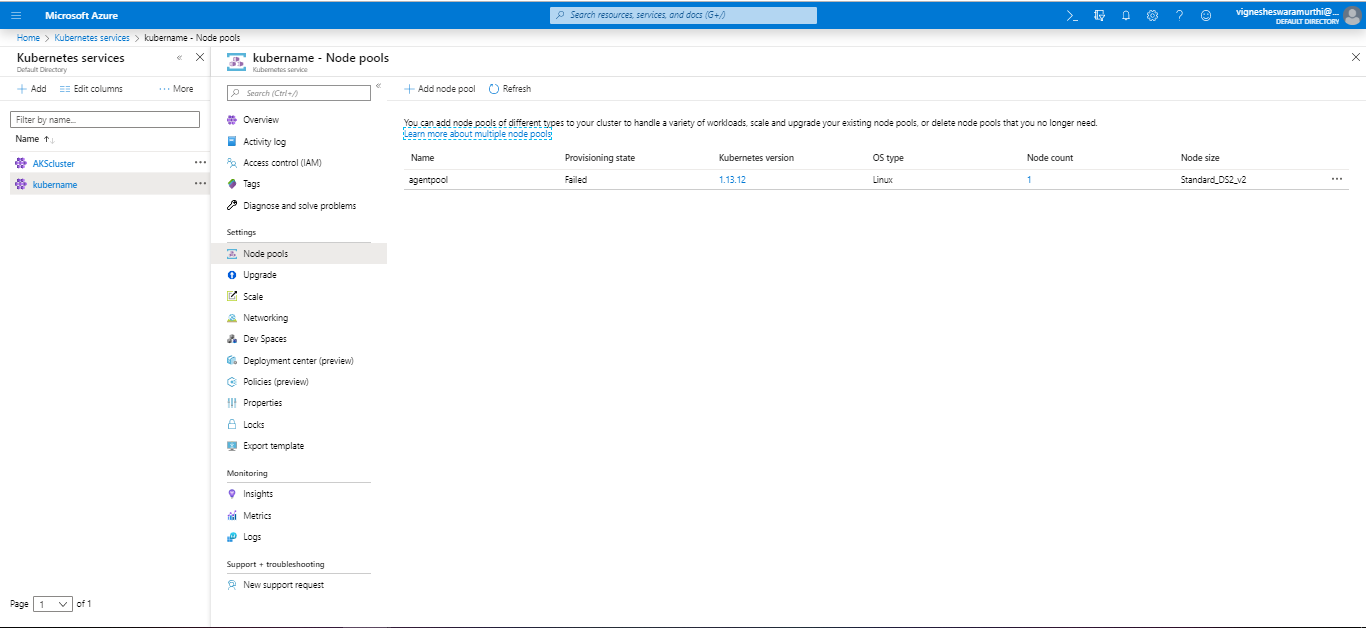 Microsoft Azure
Search resources, services, and docs (G+/)
vignesheswaramurthi@...
DEFAULT DIRECTORY
Home > Kubernetes services > kubername - Node pools
Kubernetes services
Default Directory
Add Edit columns ··· More
Filter by name...
Name
AKScluster ···
kubername ···
Page 1 of 1
kubername - Node pools
Kubernetes service
Search (Ctrl+/)
Overview
Activity log
Access control (IAM)
Tags
Diagnose and solve problems
Settings
Node pools
Upgrade
Scale
Networking
Dev Spaces
Deployment center (preview)
Policies (preview)
Properties
Locks
Export template
Monitoring
Insights
Metrics
Logs
Support + troubleshooting
New support request
Add node pool Refresh
You can add node pools of different types to your cluster to handle a variety of workloads, scale and upgrade your existing node pools, or delete node pools that you no longer need.
Learn more about multiple node pools
Name Provisioning state Kubernetes version OS type Node count Node size
agentpool Failed 1.13.12 Linux 1 Standard_DS2_v2 ···